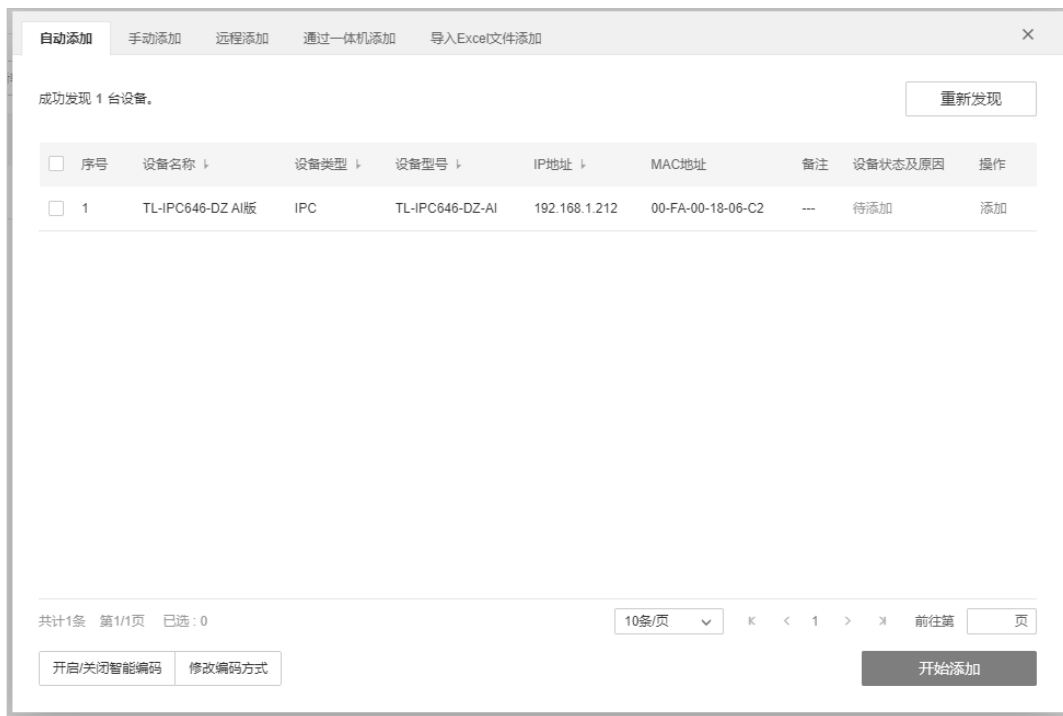 自动添加 手动添加 远程添加 通过一体机添加 导入Excel文件添加
成功发现 1 台设备。 重新发现
序号 设备名称 设备类型 设备型号 IP地址 MAC地址 备注 设备状态及原因 操作
1 TL-IPC646-DZ AI版 IPC TL-IPC646-DZ-AI 192.168.1.212 00-FA-00-18-06-C2 --- 待添加 添加
共计1条 第1/1页 已选 : 0 10条/页 1 前往第 页
开启/关闭智能编码 修改编码方式 开始添加